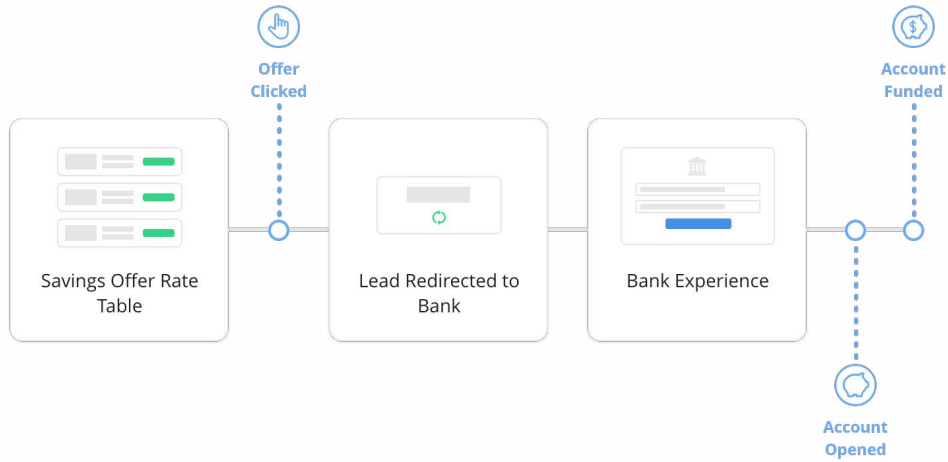 Offer
Clicked
Account
Funded
Savings Offer Rate
Table
Lead Redirected to
Bank
Bank Experience
Account
Opened